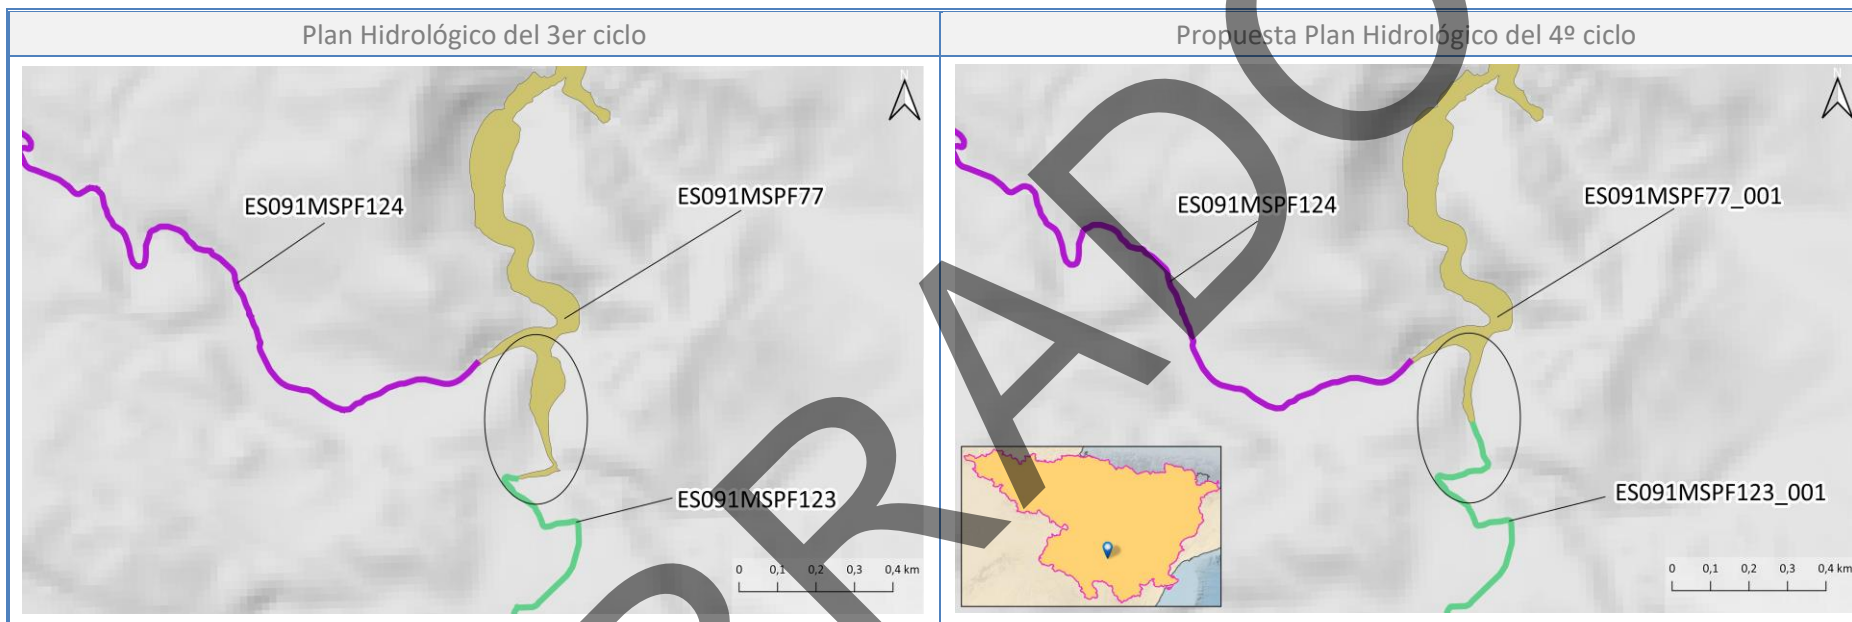 Plan Hidrológico del 3er ciclo
Propuesta Plan Hidrológico del 4º ciclo
N
ES091MSPF124
ES091MSPF77
ES091MSPF123
0 0,1 0,2 0,3 0,4 km
N
ES091MSPF124
ES091MSPF77_001
ES091MSPF123_001
0 0,1 0,2 0,3 0,4 km
RADO